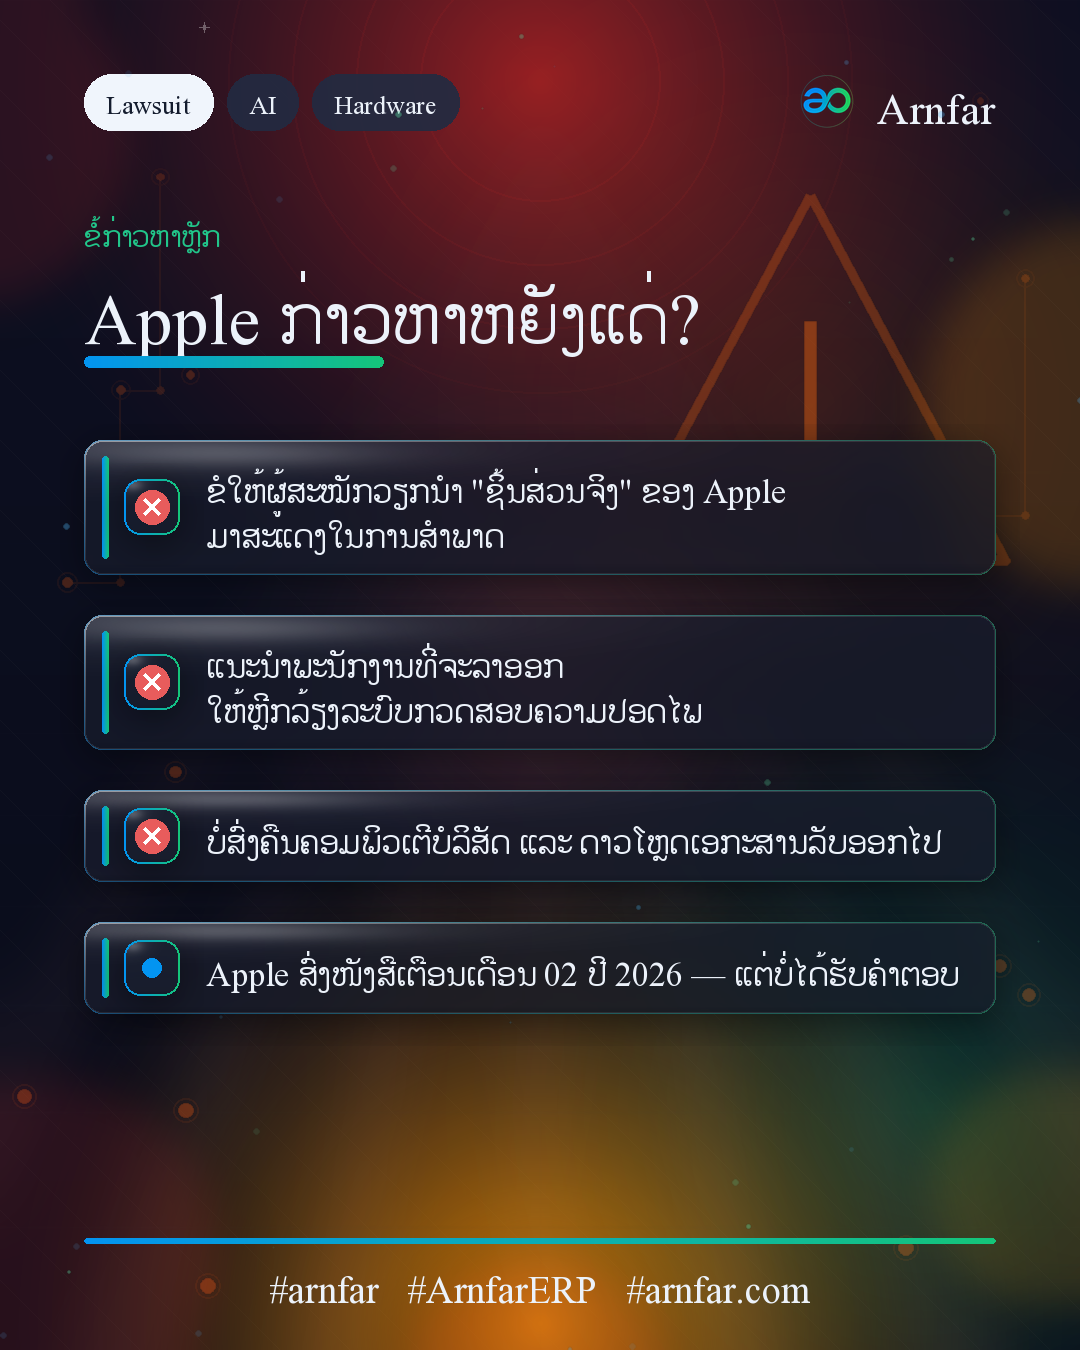 Lawsuit AI Hardware
Arnfar
ຂໍ້ກ່າວຫາຫຼັກ
Apple ກ່າວຫາຫຍັງແດ່?
ຂໍໃຫ້ຜູ້ສະໝັກວຽກນຳ "ຊິ້ນສ່ວນຈິງ" ຂອງ Apple
ມາສະແດງໃນການສຳພາດ
ແນະນຳພະນັກງານທີ່ຈະລາອອກ
ໃຫ້ຫຼີກລ້ຽງລະບົບກວດສອບຄວາມປອດໄພ
ບໍ່ສົ່ງຄືນຄອມພິວເຕີບໍລິສັດ ແລະ ດາວໂຫຼດເອກະສານລັບອອກໄປ
Apple ສົ່ງໜັງສືເຕືອນເດືອນ 02 ປີ 2026 — ແຕ່ບໍ່ໄດ້ຮັບຄຳຕອບ
#arnfar #ArnfarERP #arnfar.com